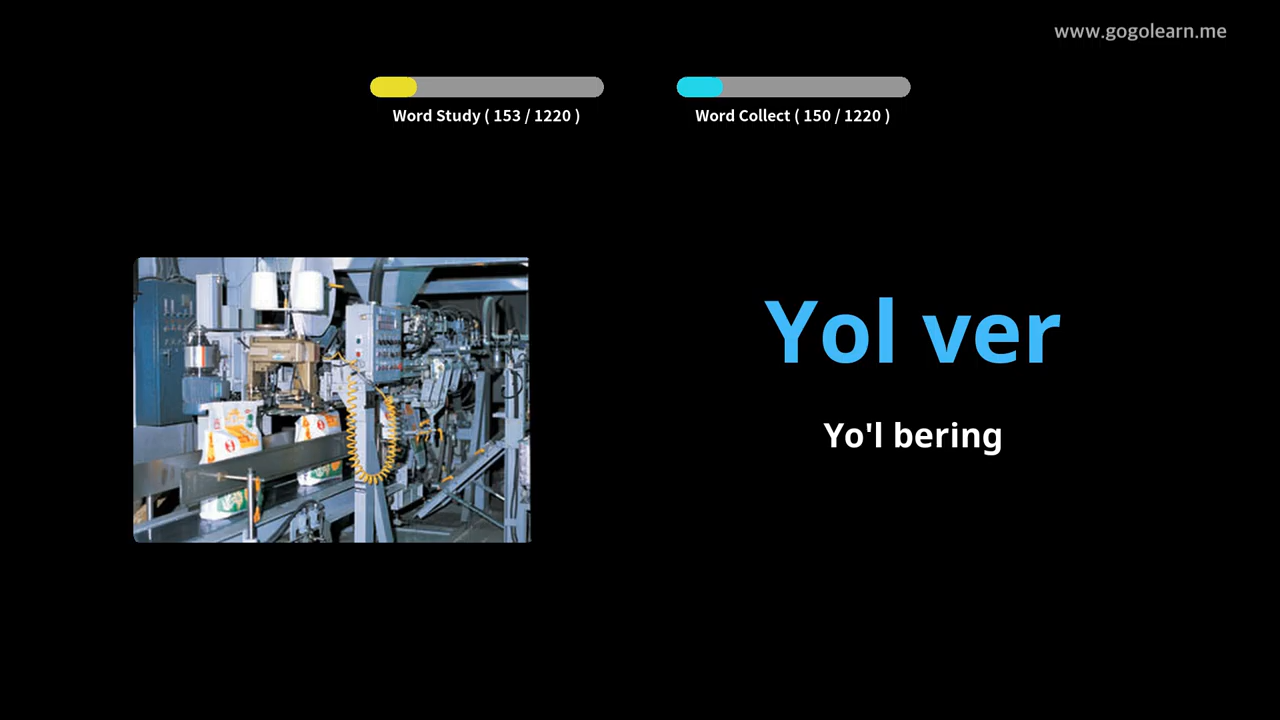 www.gogolearn.me
Word Study ( 153 / 1220 )
Word Collect ( 150 / 1220 )
Yol ver
Yo'l bering